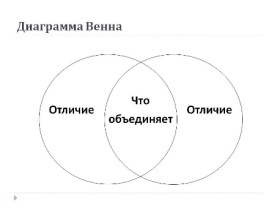 Диаграмма Венна
Отличие
Что
объединяет
Отличие